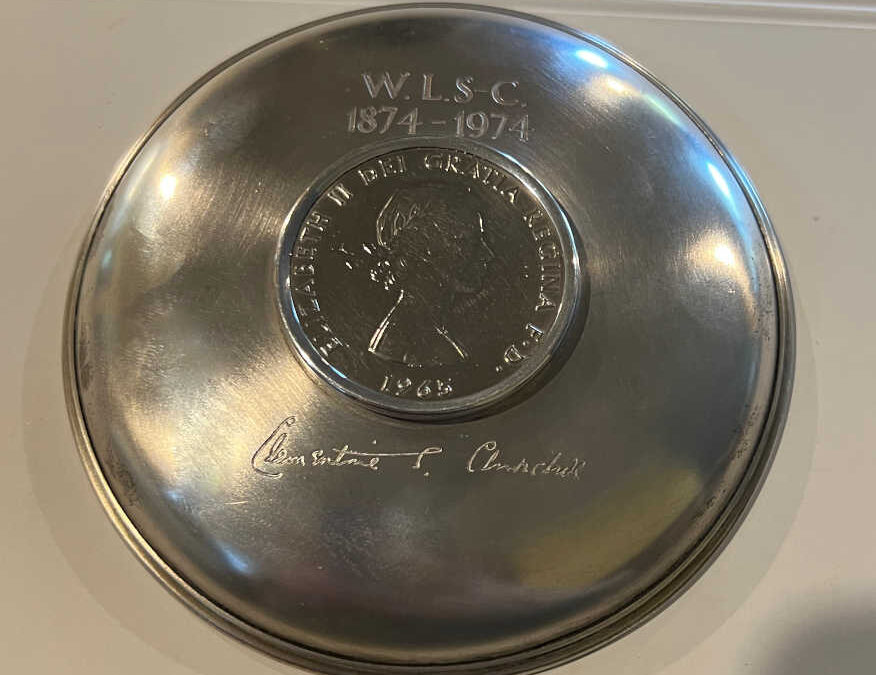 W.L.S-C.
1874-1974
ELIZABETH II DEI GRATIA REGINA F.D.
1965
Clementine S. Churchill